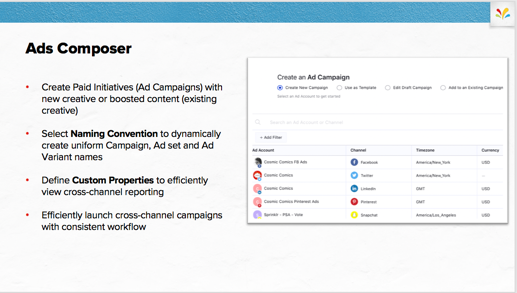 Ads Composer
• Create Paid Initiatives (Ad Campaigns) with
new creative or boosted content (existing
creative)
• Select Naming Convention to dynamically
create uniform Campaign, Ad set and Ad
Variant names
• Define Custom Properties to efficiently
view cross-channel reporting
• Efficiently launch cross-channel campaigns
with consistent workflow
Create an Ad Campaign
Create New Campaign Use as Template Edit Draft Campaign Add to an Existing Campaign
Select an Ad Account to get started
Search an Ad Account or Channel
+ Add Filter
Ad Account Channel Timezone Currency
Cosmic Comics FB Ads Facebook America/New_York USD
Cosmic Comics Twitter America/New_York
Cosmic Comics LinkedIn GMT USD
Cosmic Comics Pinterest Ads Pinterest GMT USD
Sprinklr - PSA - Vote Snapchat America/Los_Angeles USD